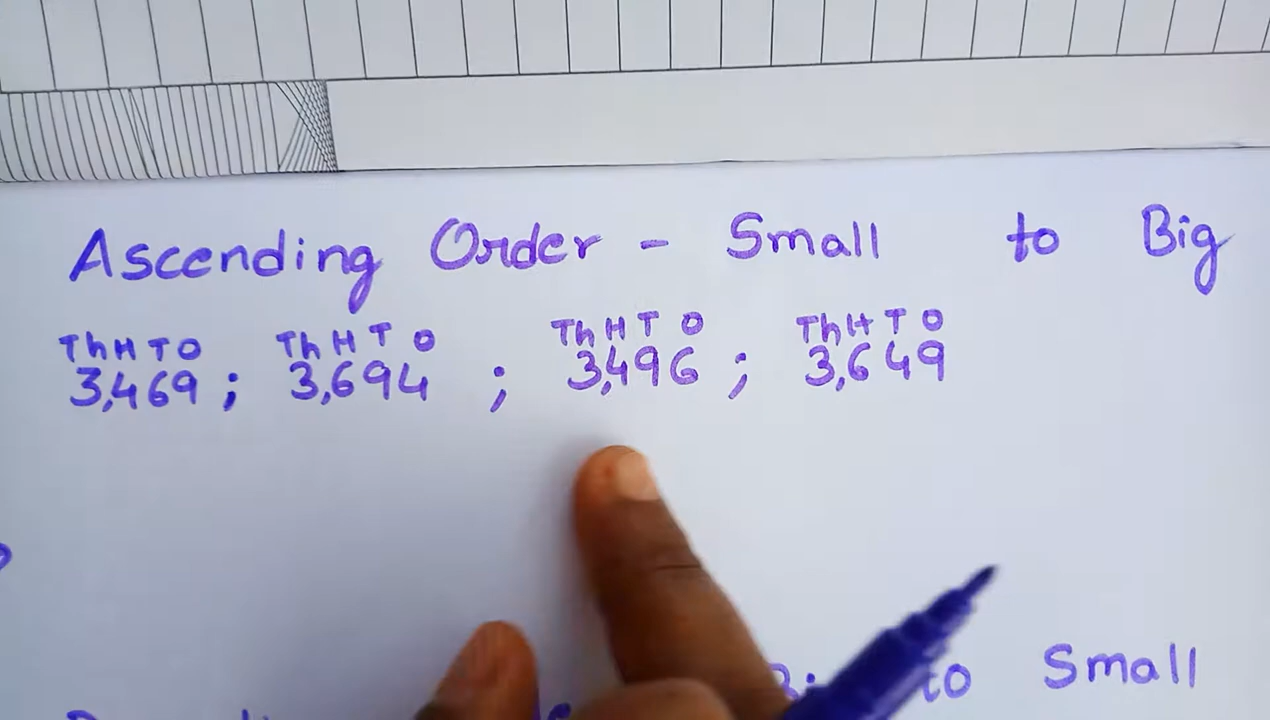 Ascending Order - Small to Big
Th H T O Th H T O Th H T O Th H T O
3,469 ; 3,694 ; 3,496 ; 3,649
to Small